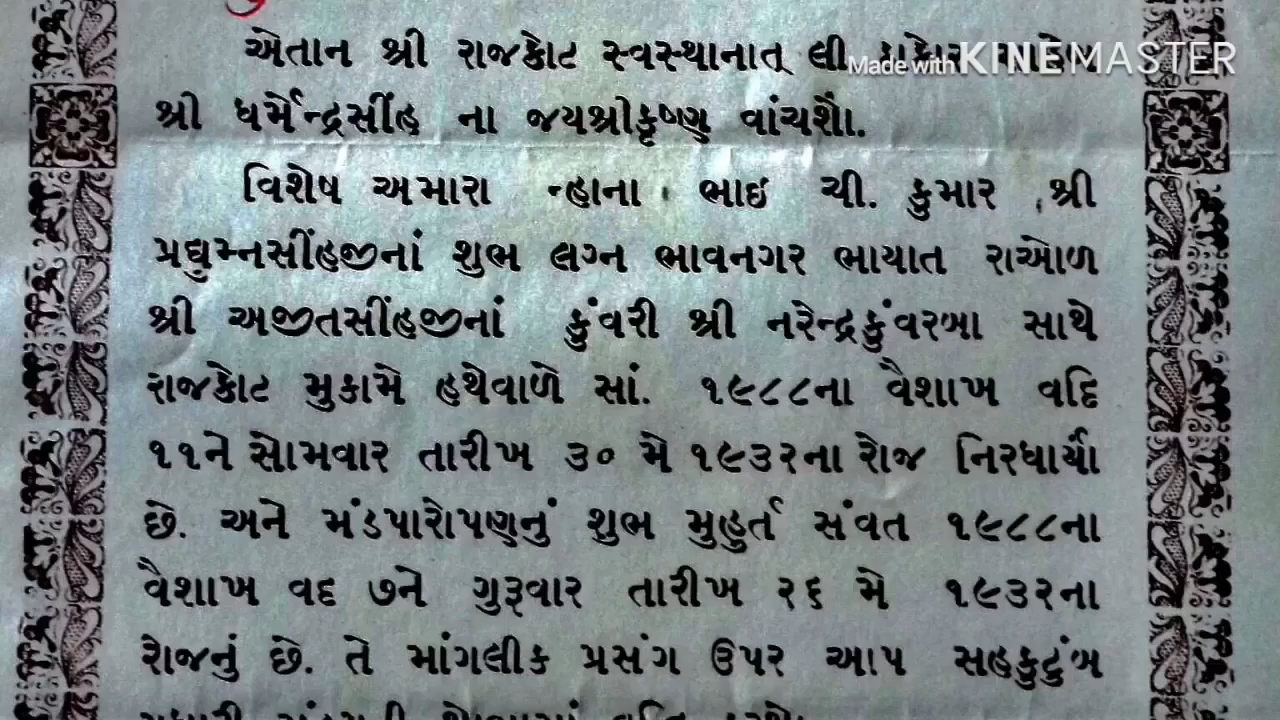 એતાન શ્રી રાજકોટ સ્વસ્થાનાત્ લી
Made with KINEMASTER
શ્રી ધર્મેન્દ્રસીંહ ના જયશ્રીકૃષ્ણ વાંચશૌ.
વિશેષ અમારા ન્હાના ભાઇ ચી. કુમાર શ્રી
પ્રદ્યુમ્નસીંહજીનાં શુભ લગ્ન ભાવનગર ભાયાત રાઓળ
શ્રી અજીતસીંહજીનાં કુંવરી શ્રી નરેન્દ્રકુંવરબા સાથે
રાજકોટ મુકામે હથેવાળે સાં. ૧૯૮૮ના વૈશાખ વદિ
૧૧ને સોમવાર તારીખ ૩૦ મે ૧૯૩૨ના રોજ નિરધાર્યાં
છે. અને મંડપારોપણનું શુભ મુહુર્ત સંવત ૧૯૮૮ના
વૈશાખ વદ ૭ને ગુરૂવાર તારીખ ૨૬ મે ૧૯૩૨ના
રોજનું છે. તે માંગલીક પ્રસંગ ઉપર આપ સહકુટુંબ